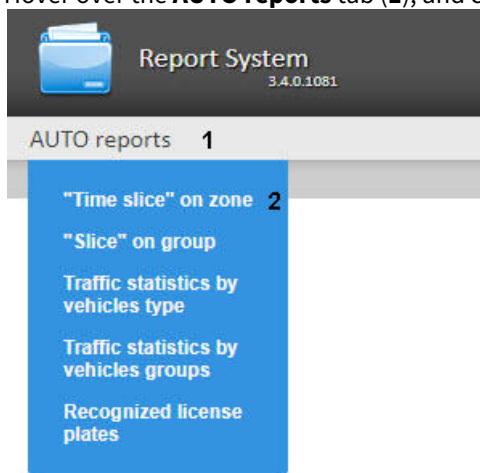 Hover over the AUTO reports tab (1), and c
Report System
3.4.0.1081
AUTO reports 1
"Time slice" on zone 2
"Slice" on group
Traffic statistics by
vehicles type
Traffic statistics by
vehicles groups
Recognized license
plates